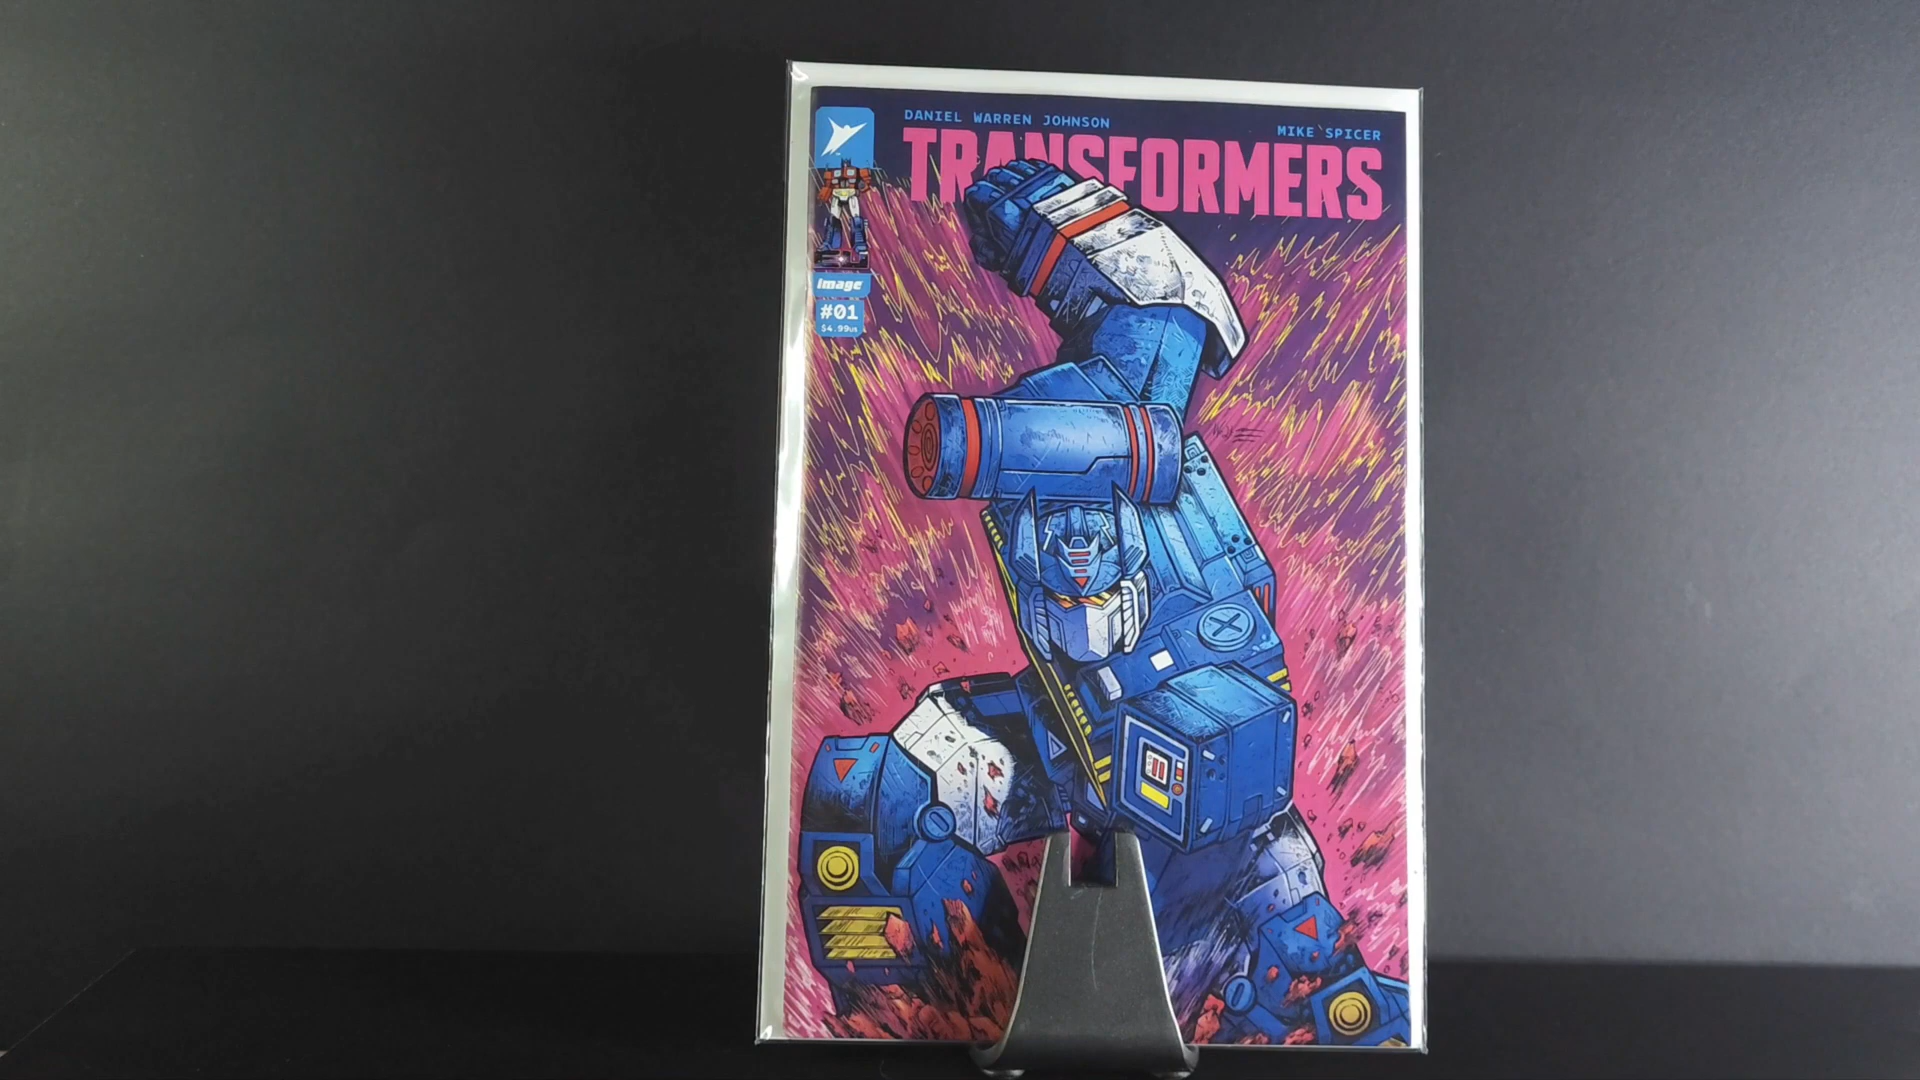 DANIEL WARREN JOHNSON
MIKE SPICER
TRANSFORMERS
image
#01
$4.99US